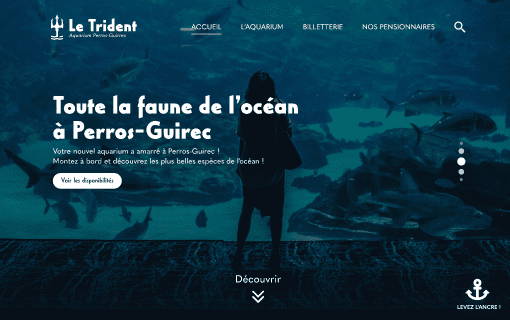 Le Trident
Aquarium Perros-Guirec
ACCUEIL
L'AQUARIUM
BILLETTERIE
NOS PENSIONNAIRES
Toute la faune de l'océan
à Perros-Guirec
Votre nouvel aquarium a amarré à Perros-Guirec !
Montez à bord et découvrez les plus belles espèces de l'océan !
Voir les disponibilités
Découvrir
LEVEZ L'ANCRE !